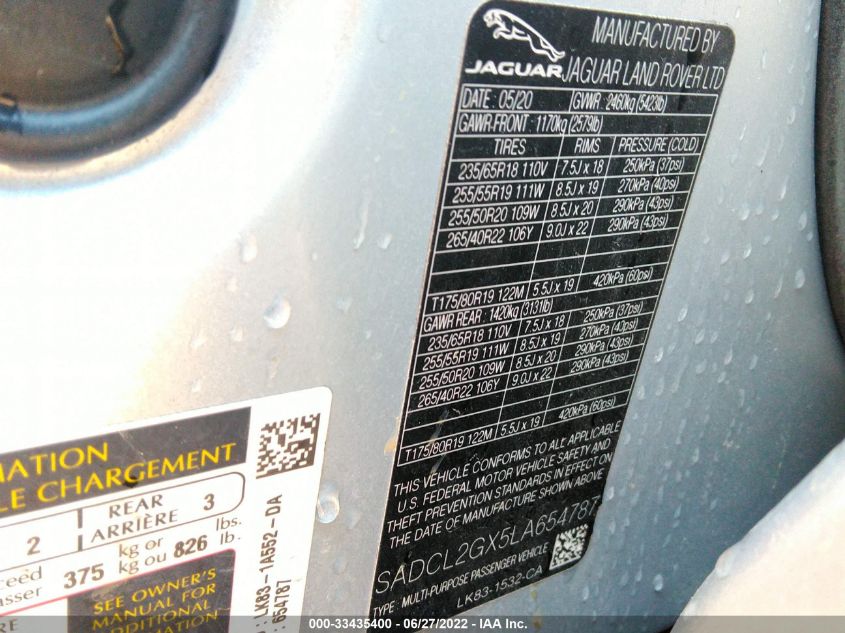 JAGUAR
MANUFACTURED BY
JAGUAR LAND ROVER LTD
DATE : 05/20 GVWR : 2460kg (5423lb)
GAWR-FRONT : 1170kg (2579lb)
TIRES RIMS PRESSURE (COLD)
235/65R18 110V 7.5J x 18 250kPa (37psi)
255/55R19 111W 8.5J x 19 270kPa (40psi)
255/50R20 109W 8.5J x 20 290kPa (43psi)
265/40R22 106Y 9.0J x 22 290kPa (43psi)
T175/80R19 122M 5.5J x 19 420kPa (60psi)
GAWR REAR : 1420kg (3131lb)
235/65R18 110V 7.5J x 18 250kPa (37psi)
255/55R19 111W 8.5J x 19 270kPa (40psi)
255/50R20 109W 8.5J x 20 290kPa (43psi)
265/40R22 106Y 9.0J x 22 290kPa (43psi)
T175/80R19 122M 5.5J x 19 420kPa (60psi)
THIS VEHICLE CONFORMS TO ALL APPLICABLE
U.S. FEDERAL MOTOR VEHICLE SAFETY AND
THEFT PREVENTION STANDARDS IN EFFECT ON
THE DATE OF MANUFACTURE SHOWN ABOVE
SADCL2GX5LA654787
TYPE : MULTI-PURPOSE PASSENGER VEHICLE
LK83-1532-CA
MATION
LE CHARGEMENT
2 REAR 3
ARRIÈRE
ceed 375 kg or 826 lbs.
asser kg ou lb.
SEE OWNER'S
MANUAL FOR
ADDITIONAL
INFORMATION
LK83-1A552-DA
654787
000-33435400 - 06/27/2022 - IAA Inc.